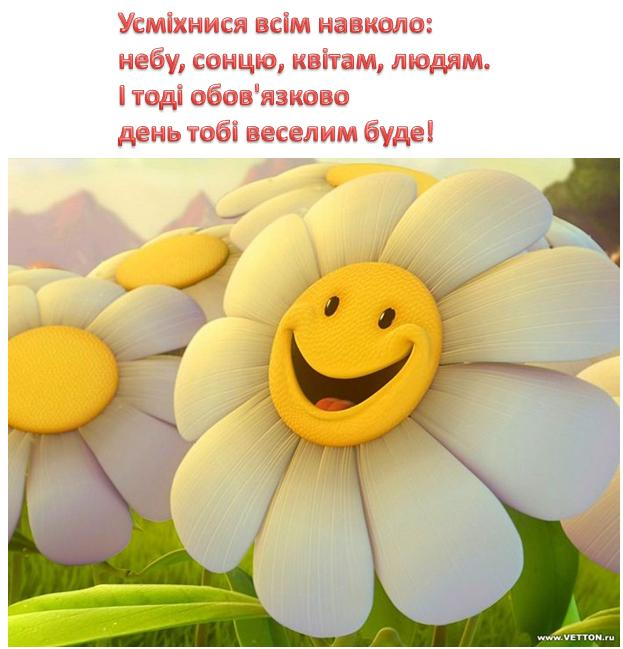 Усміхнися всім навколо:
небу, сонцю, квітам, людям.
І тоді обов'язково
день тобі веселим буде!
www.VETTON.ru